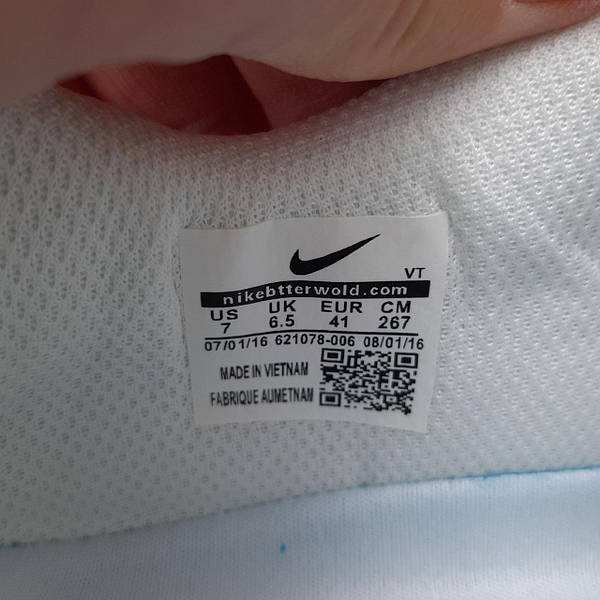 VT
nikebtterwold.com
US UK EUR CM
7 6.5 41 267
07/01/16 621078-006 08/01/16
MADE IN VIETNAM
FABRIQUE AUMETNAM